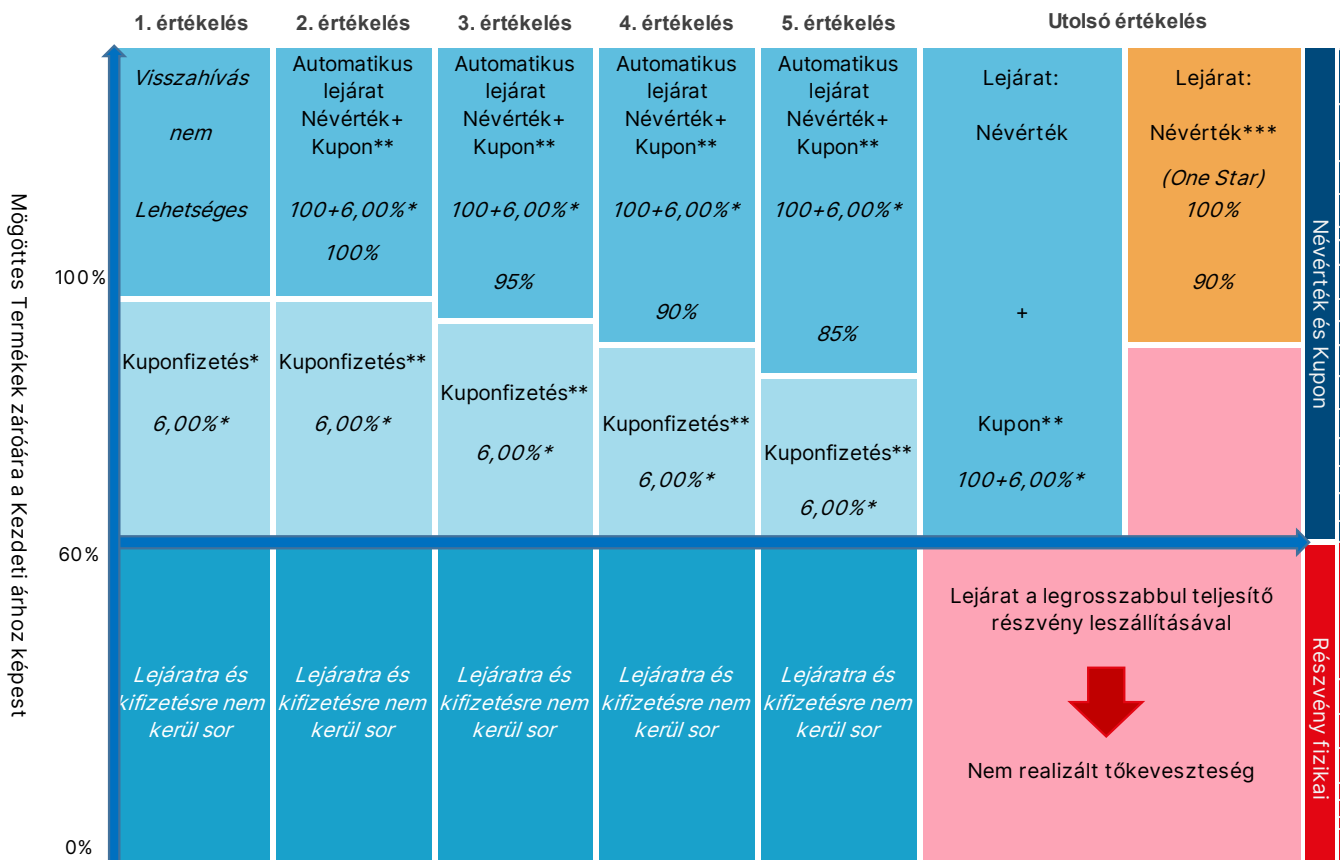 1. értékelés
2. értékelés
3. értékelés
4. értékelés
5. értékelés
Utolsó értékelés
Mögöttes Termékek záróára a Kezdeti árhoz képest
100%
60%
0%
Visszahívás
nem
Lehetséges
Kuponfizetés*
6,00%*
Lejáratra és
kifizetésre nem
kerül sor
Automatikus
lejárat
Névérték+
Kupon**
100+6,00%*
100%
Kuponfizetés**
6,00%*
Lejáratra és
kifizetésre nem
kerül sor
Automatikus
lejárat
Névérték+
Kupon**
100+6,00%*
95%
Kuponfizetés**
6,00%*
Lejáratra és
kifizetésre nem
kerül sor
Automatikus
lejárat
Névérték+
Kupon**
100+6,00%*
90%
Kuponfizetés**
6,00%*
Lejáratra és
kifizetésre nem
kerül sor
Automatikus
lejárat
Névérték+
Kupon**
100+6,00%*
85%
Kuponfizetés**
6,00%*
Lejáratra és
kifizetésre nem
kerül sor
Lejárat:
Névérték
+
Kupon**
100+6,00%*
Lejárat:
Névérték***
(One Star)
100%
90%
Lejárat a legrosszabbul teljesítő
részvény leszállításával
Nem realizált tőkeveszteség
Névérték és Kupon
Részvény fizikai